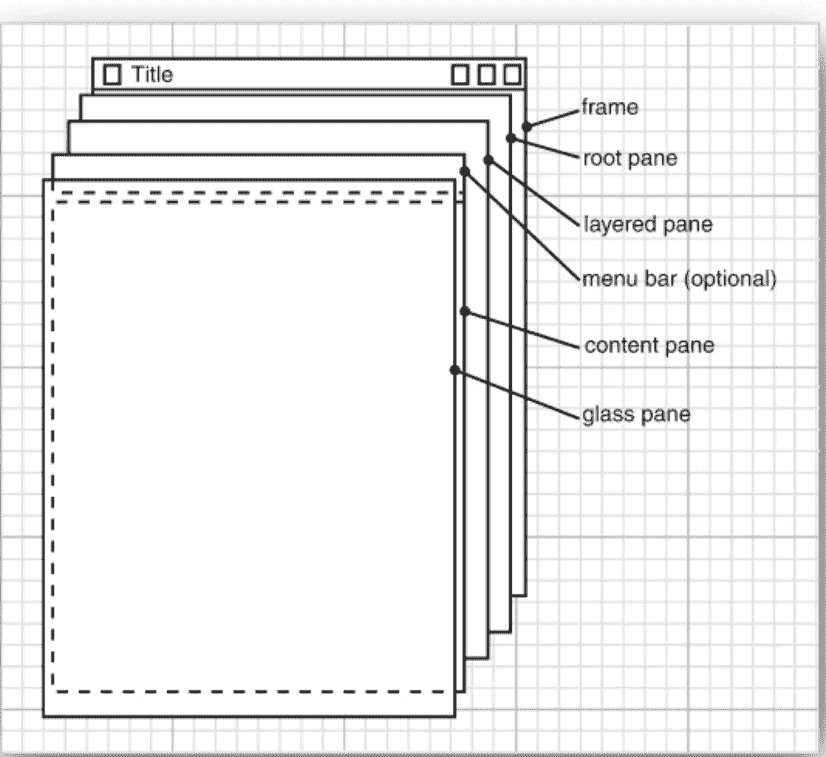 Title
frame
root pane
layered pane
menu bar (optional)
content pane
glass pane